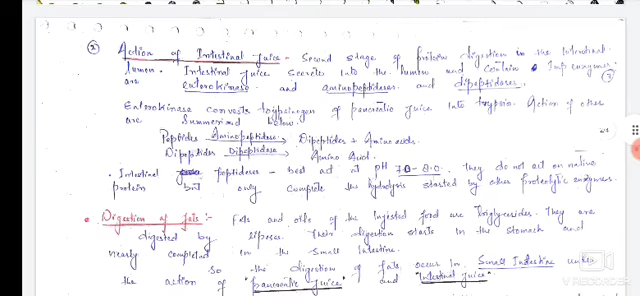 ② Action of Intestinal Juice - Second stage of protein digestion in the intestinal
lumen. Intestinal Juice secrete into the lumen and contain Imp enzymes
are enterokinase and aminopeptidases and dipeptidases. ③
Enterokinase converts trypsinogen of pancreatic juice into trypsin. Action of other
are summarized below.
Peptides Aminopeptidase → Dipeptides + Amino acids.
Dipeptides Dipeptidase → Amino Acid.
• Intestinal peptidases - best act at pH 7.0 - 8.0. They do not act on native
protein but only complete the hydrolysis started by other proteolytic enzymes.
• Digestion of fats :- Fats and oils of the ingested food are triglycerides. They are
digested by lipases. Their digestion starts in the stomach and
nearly completed in the small intestine.
So the digestion of fats occur in Small Intestine under
the action of "pancreatic juice" and "intestinal juice"
V RECORDER